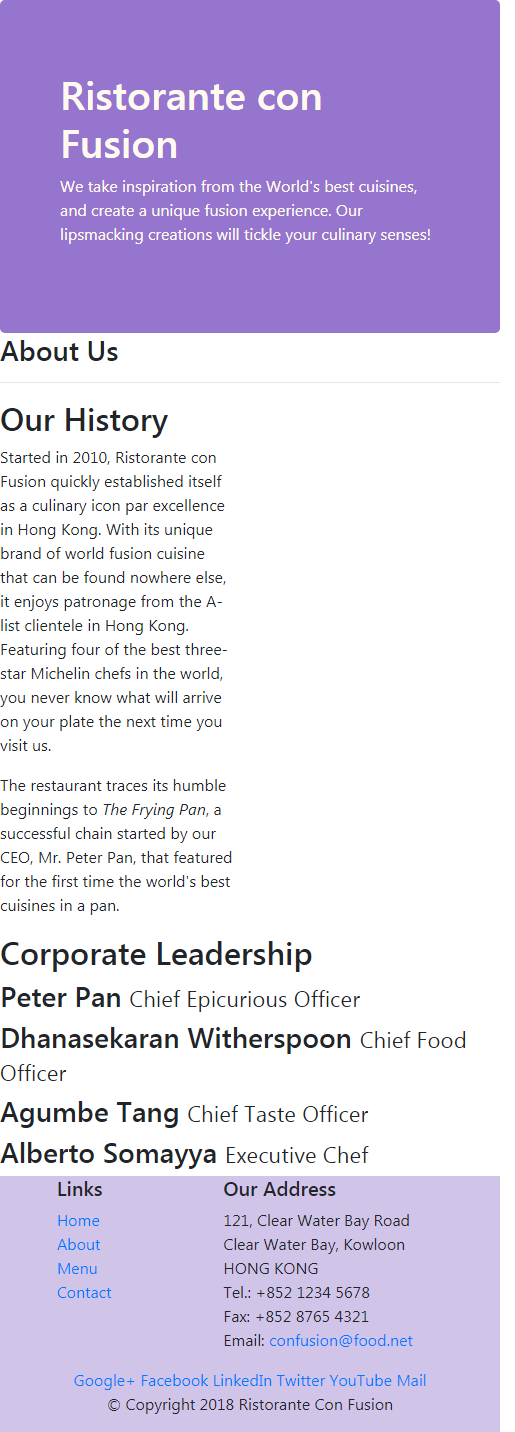 Ristorante con
Fusion
We take inspiration from the World's best cuisines,
and create a unique fusion experience. Our
lipsmacking creations will tickle your culinary senses!
About Us
Our History
Started in 2010, Ristorante con
Fusion quickly established itself
as a culinary icon par excellence
in Hong Kong. With its unique
brand of world fusion cuisine
that can be found nowhere else,
it enjoys patronage from the A-
list clientele in Hong Kong.
Featuring four of the best three-
star Michelin chefs in the world,
you never know what will arrive
on your plate the next time you
visit us.
The restaurant traces its humble
beginnings to The Frying Pan, a
successful chain started by our
CEO, Mr. Peter Pan, that featured
for the first time the world's best
cuisines in a pan.
Corporate Leadership
Peter Pan Chief Epicurious Officer
Dhanasekaran Witherspoon Chief Food
Officer
Agumbe Tang Chief Taste Officer
Alberto Somayya Executive Chef
Links
Home
About
Menu
Contact
Our Address
121, Clear Water Bay Road
Clear Water Bay, Kowloon
HONG KONG
Tel.: +852 1234 5678
Fax: +852 8765 4321
Email: confusion@food.net
Google+ Facebook LinkedIn Twitter YouTube Mail
© Copyright 2018 Ristorante Con Fusion